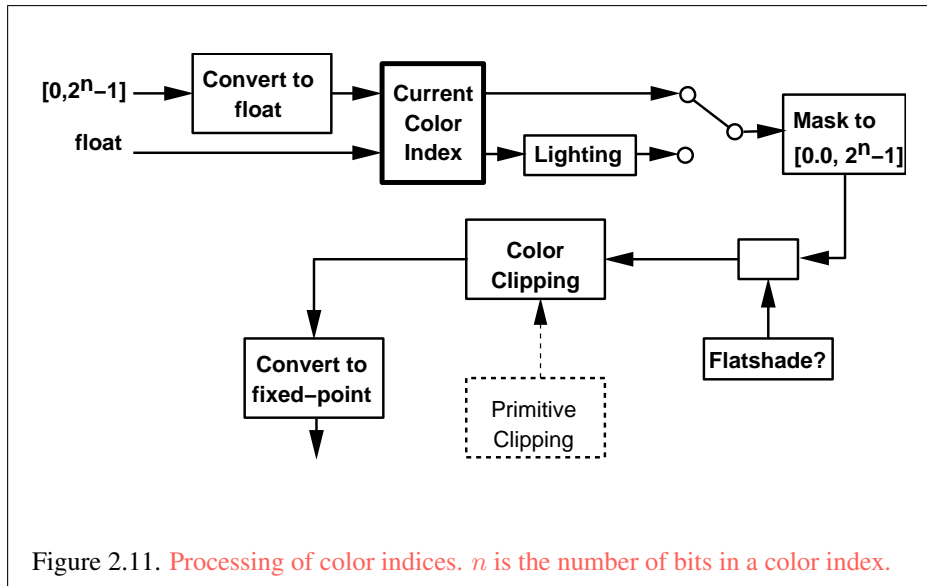 [0,2ⁿ−1]
Convert to
float
float
Current
Color
Index
Lighting
Mask to
[0.0, 2ⁿ−1]
Color
Clipping
Flatshade?
Convert to
fixed−point
Primitive
Clipping
Figure 2.11. Processing of color indices. n is the number of bits in a color index.